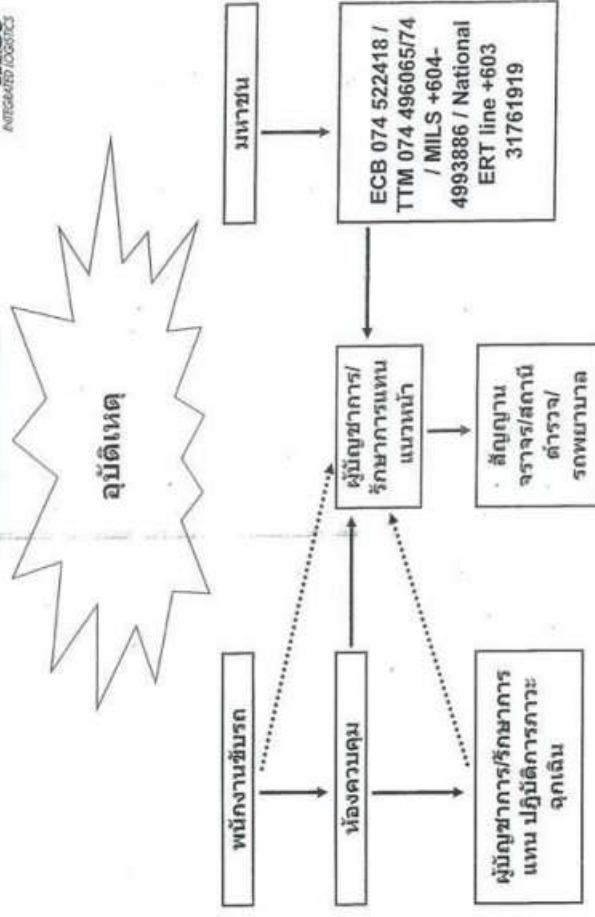 INTEGRATED LOGISTICS
อุบัติเหตุ
พนักงานขับรถ
มหาชน
ห้องควบคุม
ผู้บัญชาการ/
รักษาการแทน
แนวหน้า
ECB 074 522418 /
TTM 074 496065/74
/ MILS +604-
4993886 / National
ERT line +603
31761919
ผู้บัญชาการ/รักษาการ
แทน ปฏิบัติการภาวะ
ฉุกเฉิน
สัญญาน
จราจร/สถานี
ตำรวจ/
รถพยาบาล